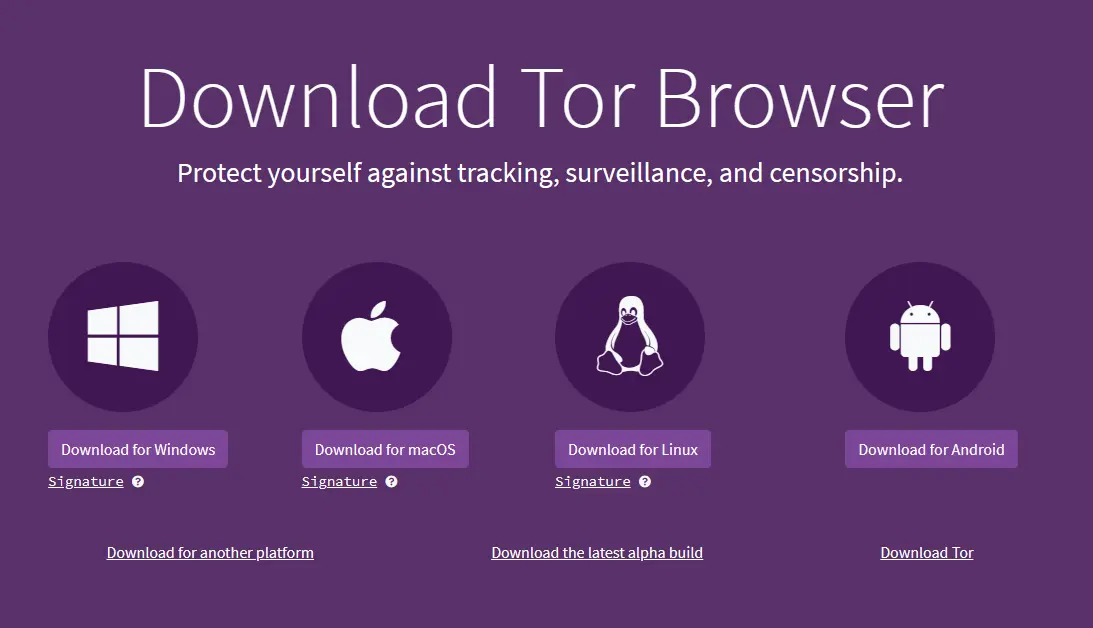 Download Tor Browser
Protect yourself against tracking, surveillance, and censorship.
Download for Windows
Download for macOS
Download for Linux
Download for Android
Signature ?
Signature ?
Signature ?
Download for another platform
Download the latest alpha build
Download Tor